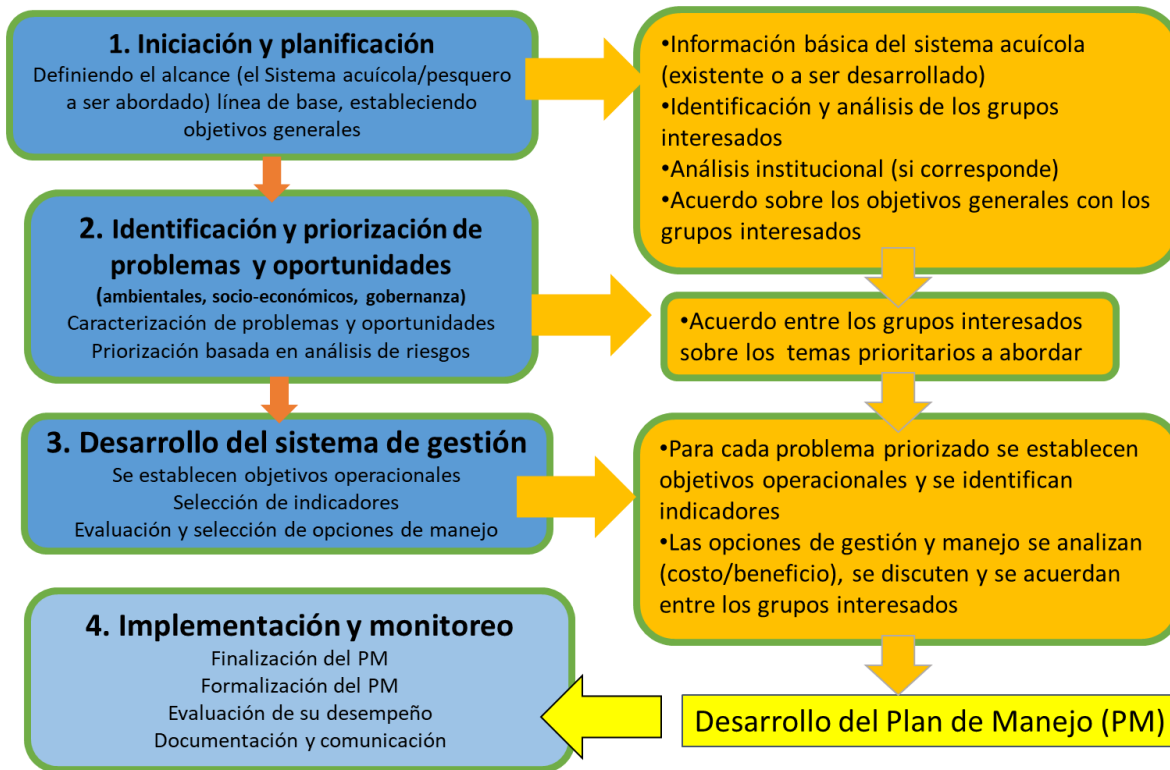 1. Iniciación y planificación
Definiendo el alcance (el Sistema acuícola/pesquero
a ser abordado) línea de base, estableciendo
objetivos generales
•Información básica del sistema acuícola
(existente o a ser desarrollado)
•Identificación y análisis de los grupos
interesados
•Análisis institucional (si corresponde)
•Acuerdo sobre los objetivos generales con los
grupos interesados
2. Identificación y priorización de
problemas y oportunidades
(ambientales, socio-económicos, gobernanza)
Caracterización de problemas y oportunidades
Priorización basada en análisis de riesgos
•Acuerdo entre los grupos interesados
sobre los temas prioritarios a abordar
3. Desarrollo del sistema de gestión
Se establecen objetivos operacionales
Selección de indicadores
Evaluación y selección de opciones de manejo
•Para cada problema priorizado se establecen
objetivos operacionales y se identifican
indicadores
•Las opciones de gestión y manejo se analizan
(costo/beneficio), se discuten y se acuerdan
entre los grupos interesados
4. Implementación y monitoreo
Finalización del PM
Formalización del PM
Evaluación de su desempeño
Documentación y comunicación
Desarrollo del Plan de Manejo (PM)